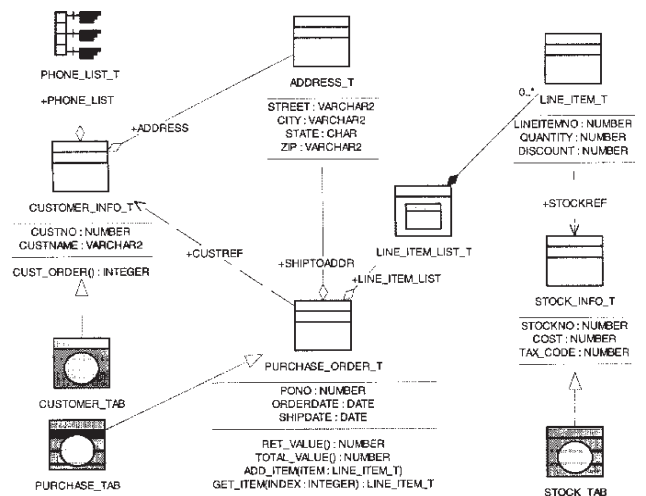 PHONE_LIST_T
+PHONE_LIST
ADDRESS_T
STREET : VARCHAR2
CITY : VARCHAR2
STATE : CHAR
ZIP : VARCHAR2
+ADDRESS
0..*
LINE_ITEM_T
LINEITEMNO : NUMBER
QUANTITY : NUMBER
DISCOUNT : NUMBER
CUSTOMER_INFO_T
CUSTNO : NUMBER
CUSTNAME : VARCHAR2
CUST_ORDER() : INTEGER
+CUSTREF
+SHIPTOADDR
LINE_ITEM_LIST_T
+LINE_ITEM_LIST
+STOCKREF
STOCK_INFO_T
STOCKNO : NUMBER
COST : NUMBER
TAX_CODE : NUMBER
CUSTOMER_TAB
PURCHASE_ORDER_T
PONO : NUMBER
ORDERDATE : DATE
SHIPDATE : DATE
RET_VALUE() : NUMBER
TOTAL_VALUE() : NUMBER
ADD_ITEM(ITEM : LINE_ITEM_T)
GET_ITEM(INDEX : INTEGER) : LINE_ITEM_T
PURCHASE_TAB
STOCK_TAB